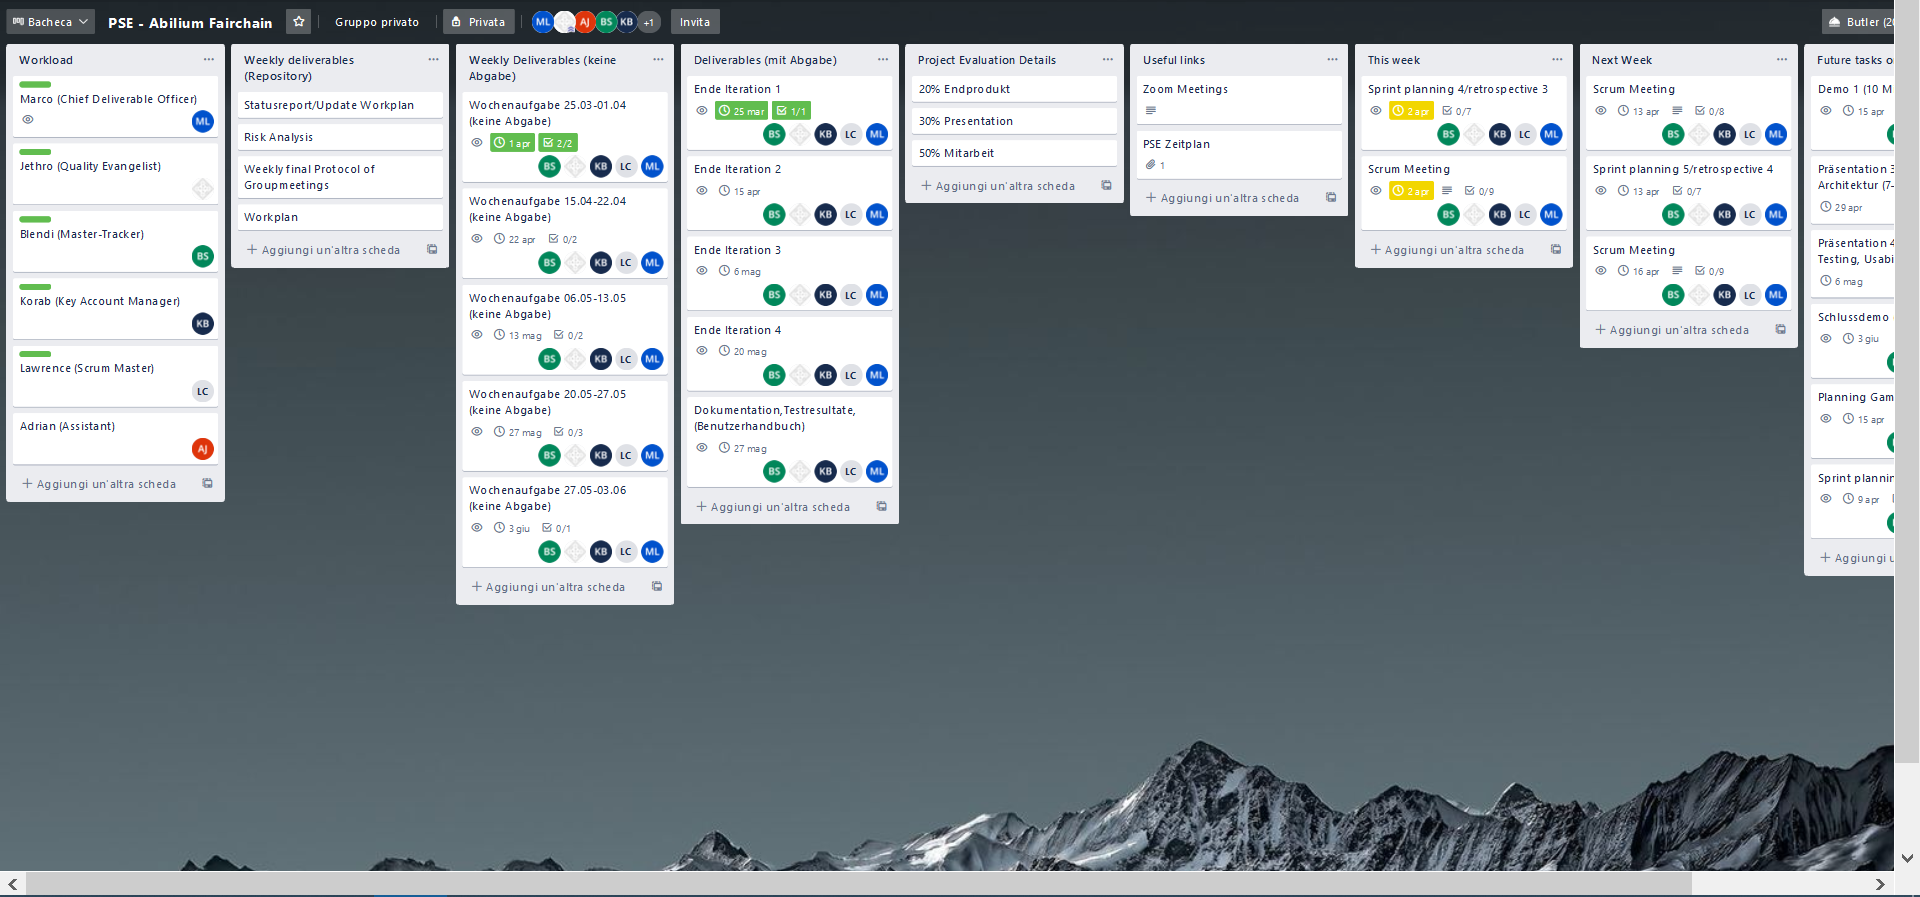 Bacheca
PSE - Abilium Fairchain
Gruppo privato
Privata
ML
AJ
BS
KB
+1
Invita
Workload
Marco (Chief Deliverable Officer)
ML
Jethro (Quality Evangelist)
Blendi (Master-Tracker)
BS
Korab (Key Account Manager)
KB
Lawrence (Scrum Master)
LC
Adrian (Assistant)
AJ
+ Aggiungi un'altra scheda
Weekly deliverables
(Repository)
Statusreport/Update Workplan
Risk Analysis
Weekly final Protocol of
Groupmeetings
Workplan
+ Aggiungi un'altra scheda
Weekly Deliverables (keine
Abgabe)
Wochenaufgabe 25.03-01.04
(keine Abgabe)
1 apr 2/2
BS KB LC ML
Wochenaufgabe 15.04-22.04
(keine Abgabe)
22 apr 0/2
BS KB LC ML
Wochenaufgabe 06.05-13.05
(keine Abgabe)
13 mag 0/2
BS KB LC ML
Wochenaufgabe 20.05-27.05
(keine Abgabe)
27 mag 0/3
BS KB LC ML
Wochenaufgabe 27.05-03.06
(keine Abgabe)
3 giu 0/1
BS KB LC ML
+ Aggiungi un'altra scheda
Deliverables (mit Abgabe)
Ende Iteration 1
25 mar 1/1
BS KB LC ML
Ende Iteration 2
15 apr
BS KB LC ML
Ende Iteration 3
6 mag
BS KB LC ML
Ende Iteration 4
20 mag
BS KB LC ML
Dokumentation,Testresultate,
(Benutzerhandbuch)
27 mag
BS KB LC ML
+ Aggiungi un'altra scheda
Project Evaluation Details
20% Endprodukt
30% Presentation
50% Mitarbeit
+ Aggiungi un'altra scheda
Useful links
Zoom Meetings
PSE Zeitplan
1
+ Aggiungi un'altra scheda
This week
Sprint planning 4/retrospective 3
2 apr 0/7
BS KB LC ML
Scrum Meeting
2 apr 0/9
BS KB LC ML
+ Aggiungi un'altra scheda
Next Week
Scrum Meeting
13 apr 0/8
BS KB LC ML
Sprint planning 5/retrospective 4
13 apr 0/7
BS KB LC ML
Scrum Meeting
16 apr 0/9
BS KB LC ML
+ Aggiungi un'altra scheda
Butler (20
Future tasks o
Demo 1 (10 M
15 apr
Präsentation 3
Architektur (7-
29 apr
Präsentation 4
Testing, Usabi
6 mag
Schlussdemo
3 giu
Planning Gam
15 apr
Sprint plannin
9 apr
+ Aggiungi u